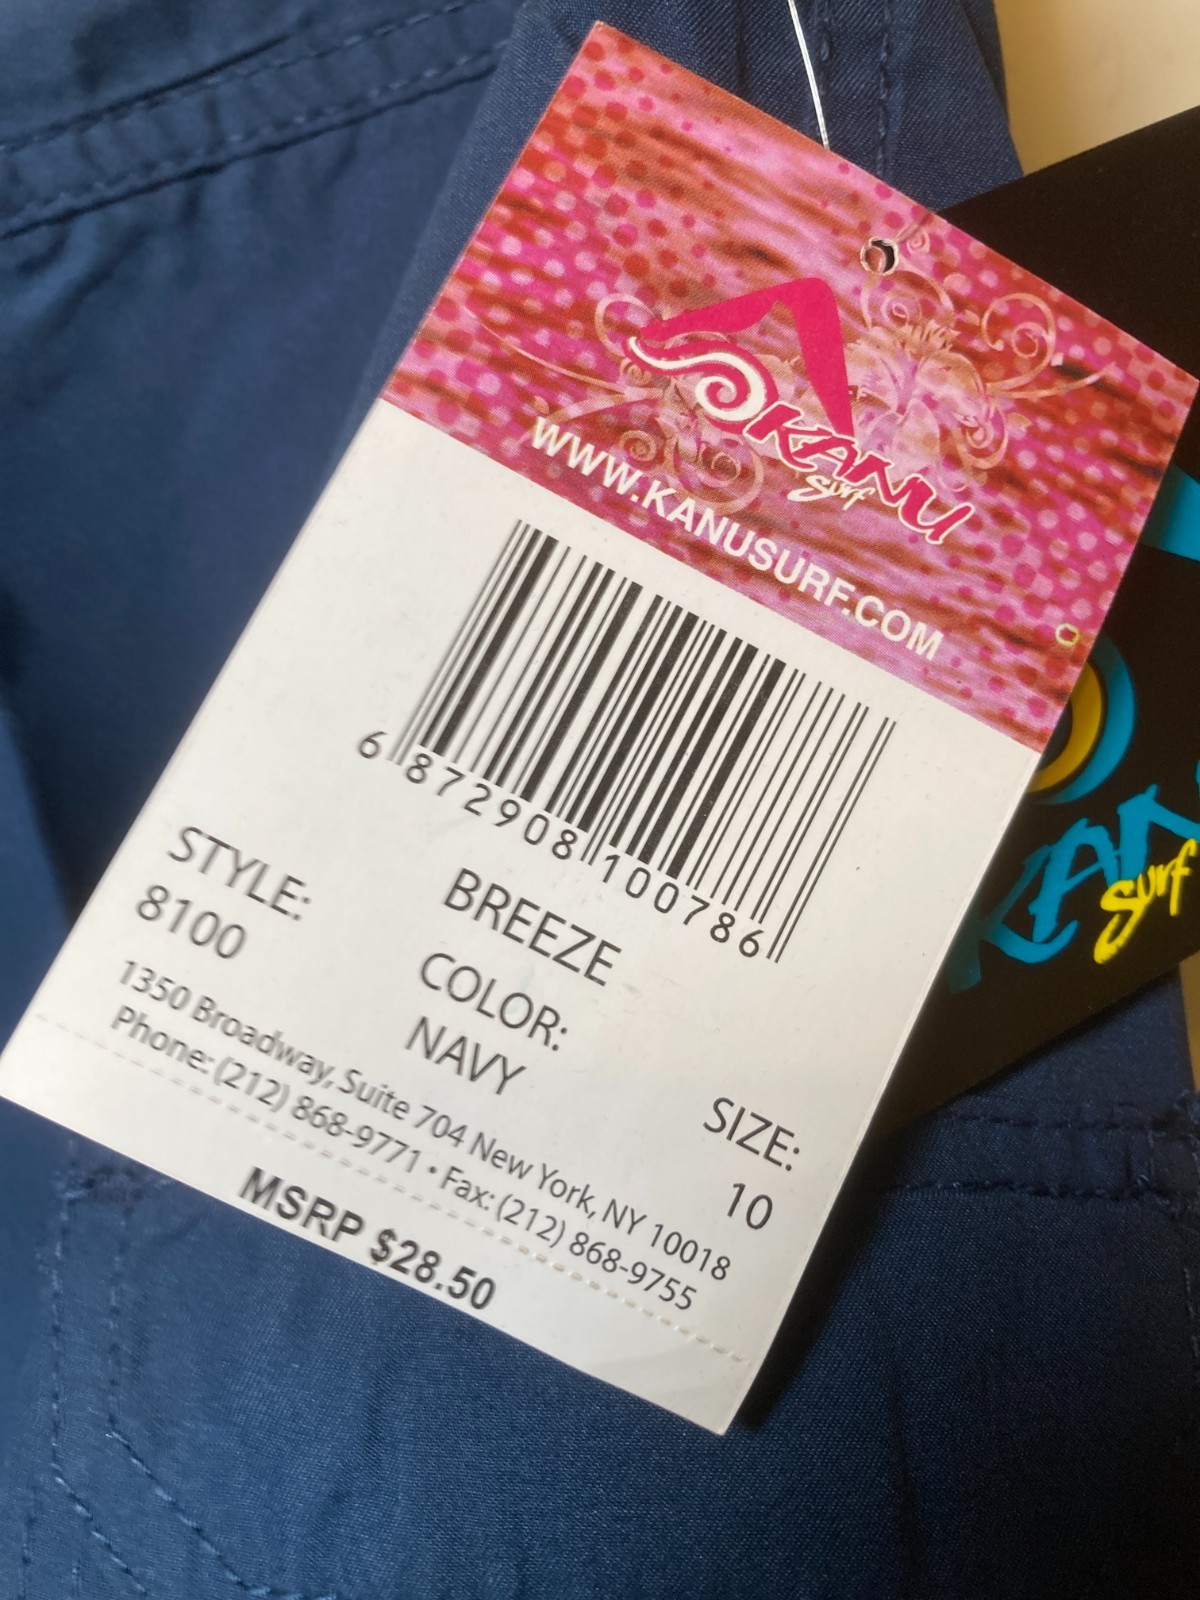 KANU
surf
WWW.KANUSURF.COM
6 872908 100786
STYLE:
8100
BREEZE
COLOR:
NAVY
SIZE:
10
1350 Broadway, Suite 704 New York, NY 10018
Phone: (212) 868-9771 • Fax: (212) 868-9755
MSRP $28.50
KAN
surf